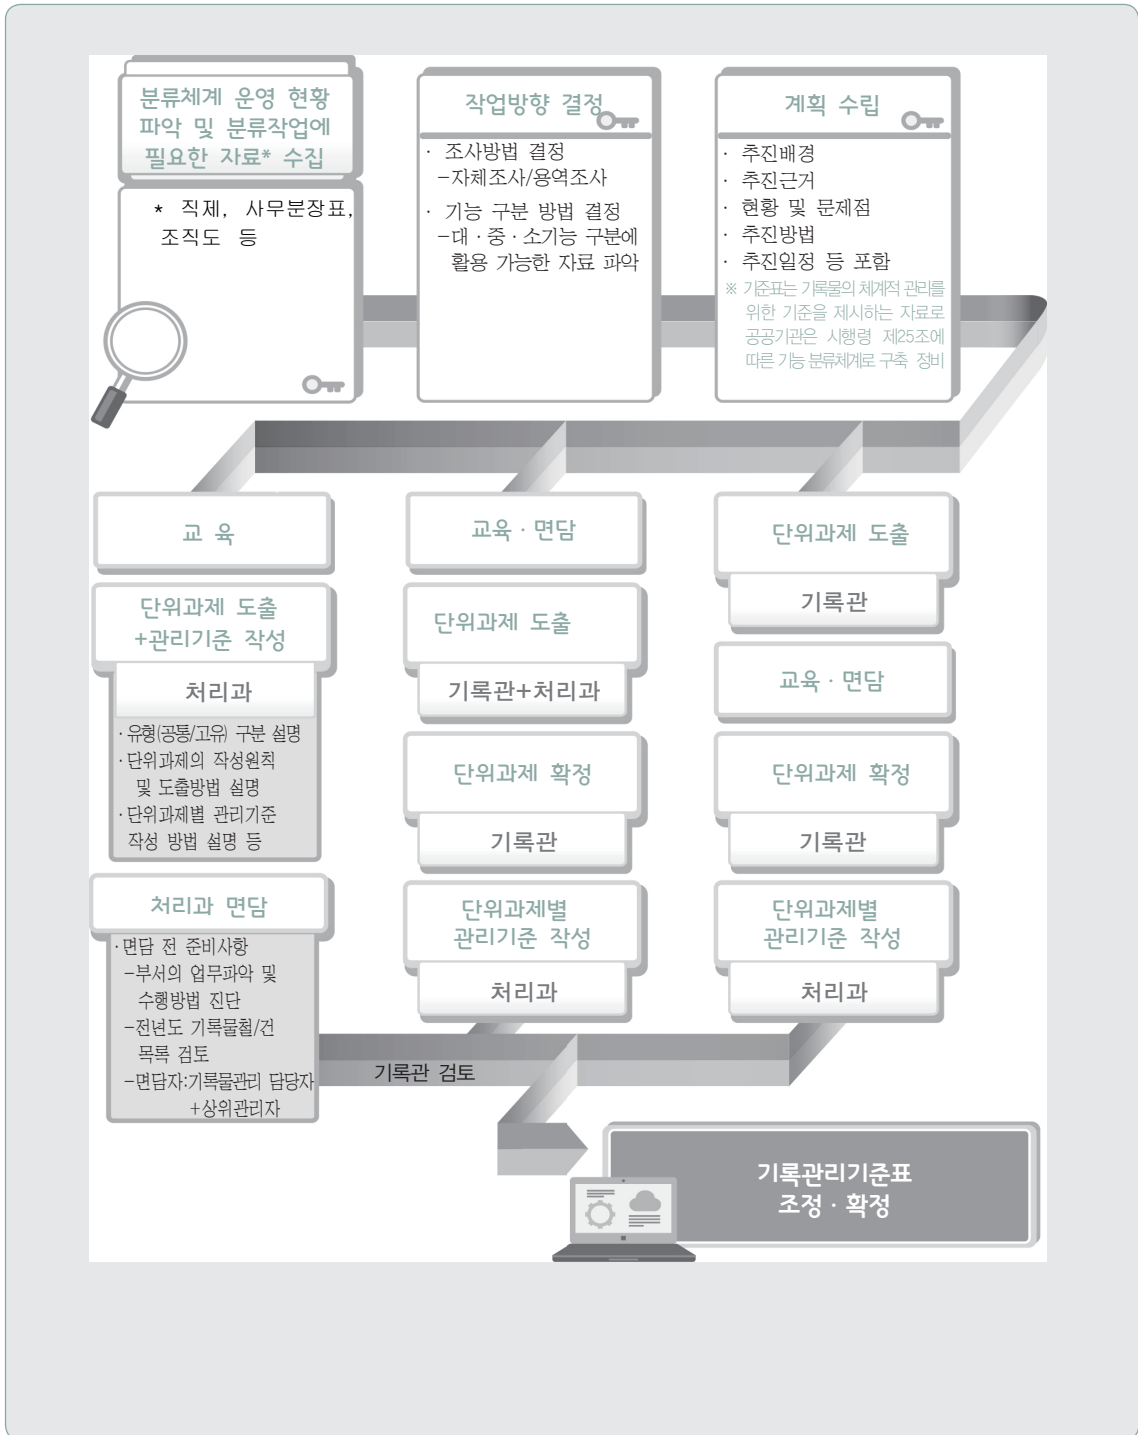 분류체계 운영 현황
파악 및 분류작업에
필요한 자료* 수집
* 직제, 사무분장표,
조직도 등
작업방향 결정
· 조사방법 결정
-자체조사/용역조사
· 기능 구분 방법 결정
-대·중·소기능 구분에
활용 가능한 자료 파악
계획 수립
· 추진배경
· 추진근거
· 현황 및 문제점
· 추진방법
· 추진일정 등 포함
※ 기준표는 기록물의 체계적 관리를
위한 기준을 제시하는 자료로
공공기관은 시행령 제25조에
따른 기능 분류체계로 구축 정비
교 육
단위과제 도출
+관리기준 작성
처리과
·유형(공통/고유) 구분 설명
·단위과제의 작성원칙
및 도출방법 설명
·단위과제별 관리기준
작성 방법 설명 등
처리과 면담
·면담 전 준비사항
-부서의 업무파악 및
수행방법 진단
-전년도 기록물철/건
목록 검토
-면담자:기록물관리 담당자
+상위관리자
교육·면담
단위과제 도출
기록관+처리과
단위과제 확정
기록관
단위과제별
관리기준 작성
처리과
단위과제 도출
기록관
교육·면담
단위과제 확정
기록관
단위과제별
관리기준 작성
처리과
기록관 검토
기록관리기준표
조정·확정